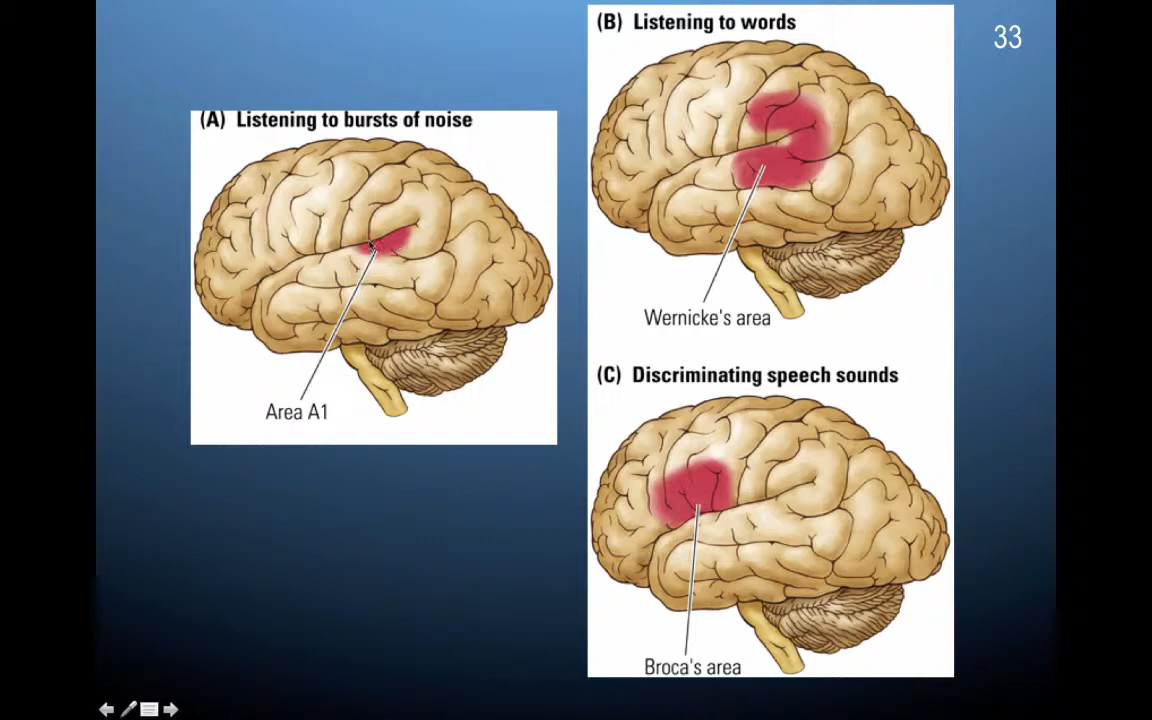 33
(A) Listening to bursts of noise
Area A1
(B) Listening to words
Wernicke's area
(C) Discriminating speech sounds
Broca's area